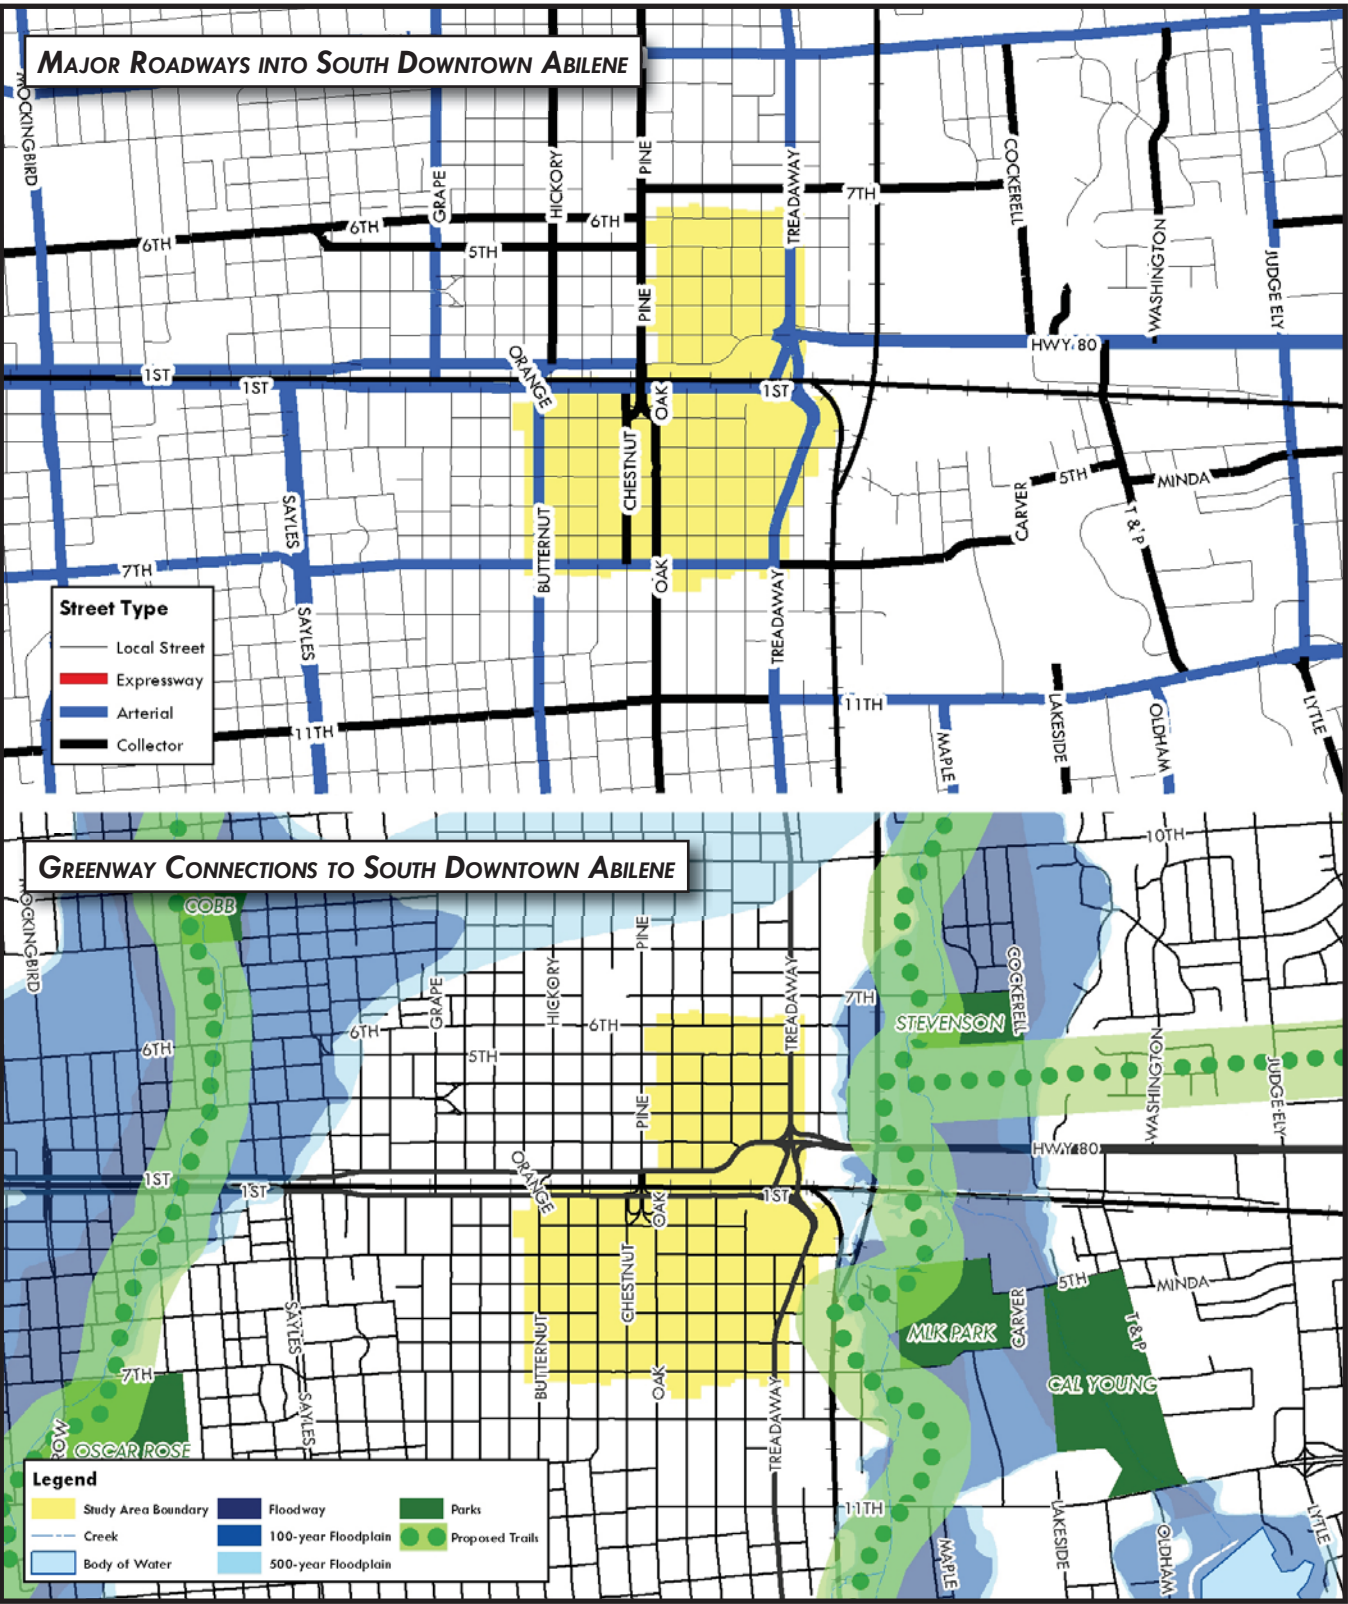 MAJOR ROADWAYS INTO SOUTH DOWNTOWN ABILENE
MOCKINGBIRD
GRAPE
HICKORY
PINE
TREADAWAY
7TH
COCKERELL
WASHINGTON
JUDGE ELY
6TH
6TH
6TH
5TH
PINE
HWY 80
1ST
1ST
ORANGE
OAK
1ST
CHESTNUT
SAYLES
BUTTERNUT
OAK
5TH
MINDA
CARVER
T & P
7TH
TREADAWAY
SAYLES
11TH
11TH
MAPLE
LAKESIDE
OLDHAM
LYTLE
Street Type
Local Street
Expressway
Arterial
Collector
GREENWAY CONNECTIONS TO SOUTH DOWNTOWN ABILENE
10TH
COBB
MOCKINGBIRD
GRAPE
HICKORY
PINE
TREADAWAY
7TH
COCKERELL
STEVENSON
6TH
6TH
6TH
5TH
WASHINGTON
JUDGE ELY
PINE
HWY 80
1ST
1ST
ORANGE
OAK
1ST
CHESTNUT
5TH
MINDA
SAYLES
BUTTERNUT
MLK PARK
CARVER
T & P
7TH
OAK
CAL YOUNG
SAYLES
TREADAWAY
ROW
OSCAR ROSE
11TH
MAPLE
LAKESIDE
OLDHAM
LYTLE
Legend
Study Area Boundary
Floodway
Parks
Creek
100-year Floodplain
Proposed Trails
Body of Water
500-year Floodplain